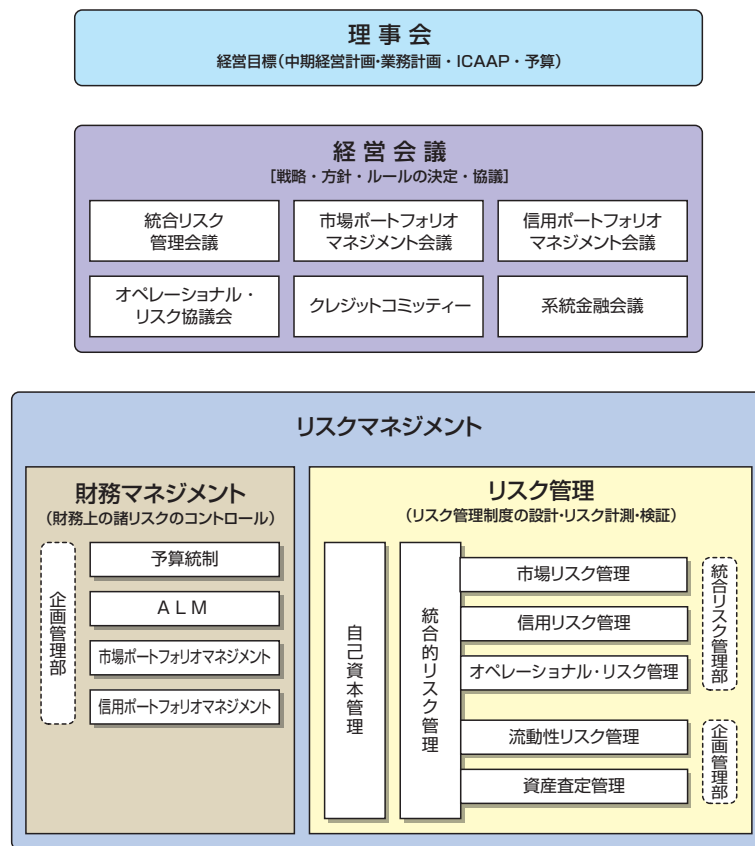 理事会
経営目標(中期経営計画・業務計画・ICAAP・予算)
経営会議
[戦略・方針・ルールの決定・協議]
統合リスク
管理会議
市場ポートフォリオ
マネジメント会議
信用ポートフォリオ
マネジメント会議
オペレーショナル・
リスク協議会
クレジットコミッティー
系統金融会議
リスクマネジメント
財務マネジメント
(財務上の諸リスクのコントロール)
企画管理部
予算統制
ALM
市場ポートフォリオマネジメント
信用ポートフォリオマネジメント
リスク管理
(リスク管理制度の設計・リスク計測・検証)
自己資本管理
統合的リスク管理
市場リスク管理
信用リスク管理
オペレーショナル・リスク管理
流動性リスク管理
資産査定管理
統合リスク管理部
企画管理部